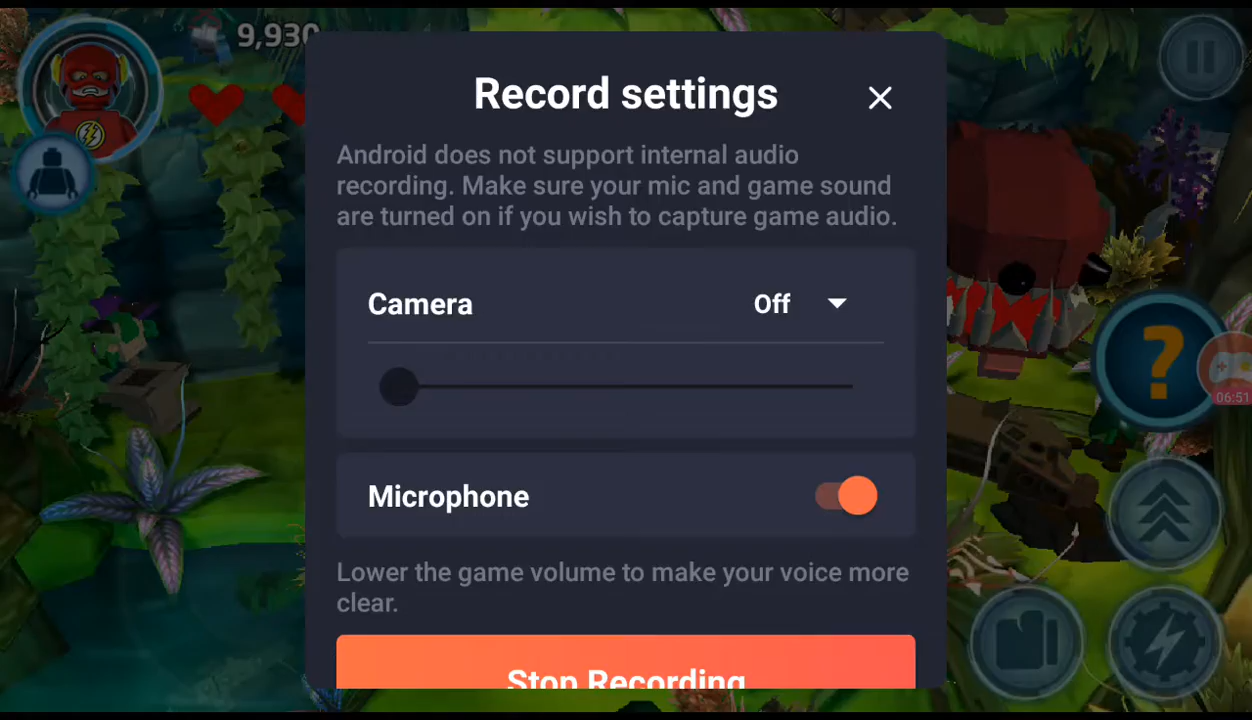 9,930
Record settings
Android does not support internal audio
recording. Make sure your mic and game sound
are turned on if you wish to capture game audio.
Camera Off
Microphone
Lower the game volume to make your voice more
clear.
Stop Recording
?
06:51